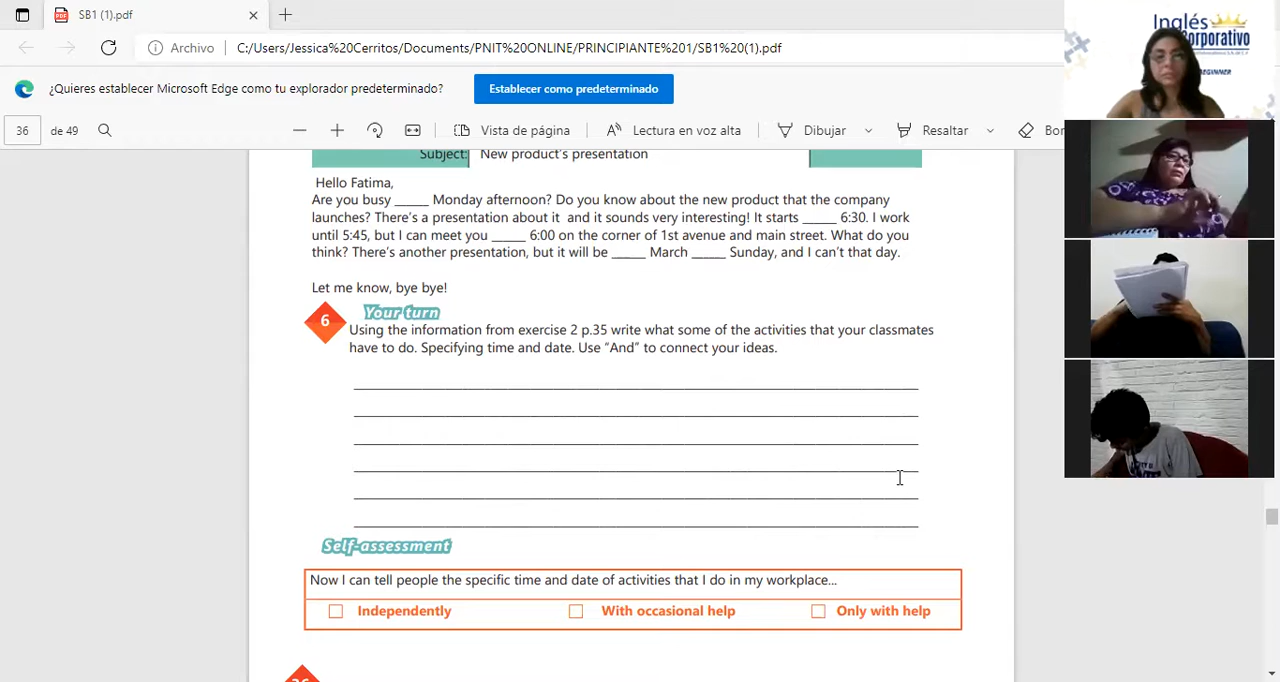 SB1 (1).pdf
Archivo C:/Users/Jessica%20Cerritos/Documents/PNIT%20ONLINE/PRINCIPIANTE%201/SB1%20(1).pdf
¿Quieres establecer Microsoft Edge como tu explorador predeterminado? Establecer como predeterminado
36 de 49 Vista de página Lectura en voz alta Dibujar Resaltar
Subject: New product's presentation
Hello Fatima,
Are you busy _____ Monday afternoon? Do you know about the new product that the company
launches? There's a presentation about it and it sounds very interesting! It starts _____ 6:30. I work
until 5:45, but I can meet you _____ 6:00 on the corner of 1st avenue and main street. What do you
think? There's another presentation, but it will be _____ March _____ Sunday, and I can't that day.
Let me know, bye bye!
6 Your turn
Using the information from exercise 2 p.35 write what some of the activities that your classmates
have to do. Specifying time and date. Use "And" to connect your ideas.
Self-assessment
Now I can tell people the specific time and date of activities that I do in my workplace...
Independently With occasional help Only with help
Inglés